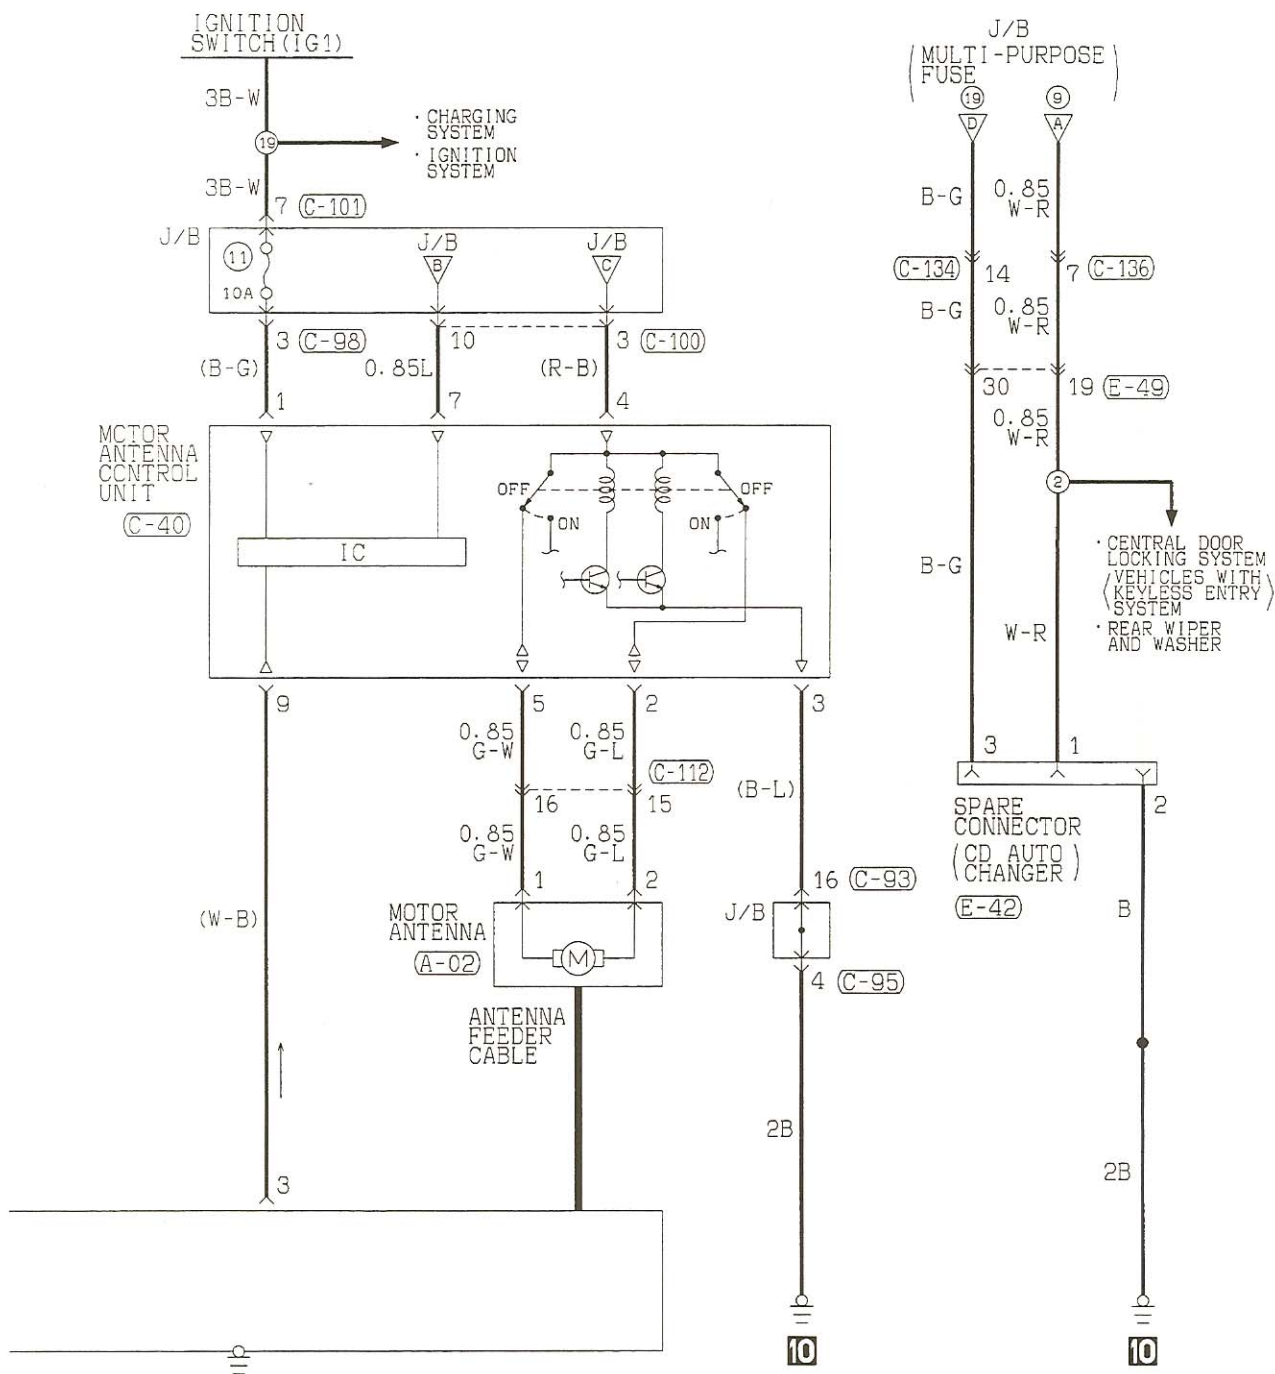 IGNITION
SWITCH(IG1)
3B-W
19
· CHARGING
SYSTEM
· IGNITION
SYSTEM
3B-W
7 C-101
J/B
11
10A
J/B
B
J/B
C
3 C-98
10
3 C-100
(B-G)
0.85L
(R-B)
1
7
4
MCTOR
ANTENNA
CCNTROL
UNIT
C-40
IC
OFF
ON
OFF
ON
9
5
2
3
0.85
G-W
0.85
G-L
C-112
16
15
(B-L)
0.85
G-W
0.85
G-L
1
2
16 C-93
(W-B)
MOTOR
ANTENNA
A-02
M
J/B
4 C-95
ANTENNA
FEEDER
CABLE
2B
3
10
J/B
(MULTI-PURPOSE
FUSE)
19
9
D
A
B-G
0.85
W-R
C-134
14
7 C-136
B-G
0.85
W-R
30
19 E-49
0.85
W-R
2
B-G
· CENTRAL DOOR
LOCKING SYSTEM
(VEHICLES WITH
KEYLESS ENTRY
SYSTEM)
· REAR WIPER
AND WASHER
W-R
3
1
2
SPARE
CONNECTOR
(CD AUTO
CHANGER)
E-42
B
2B
10